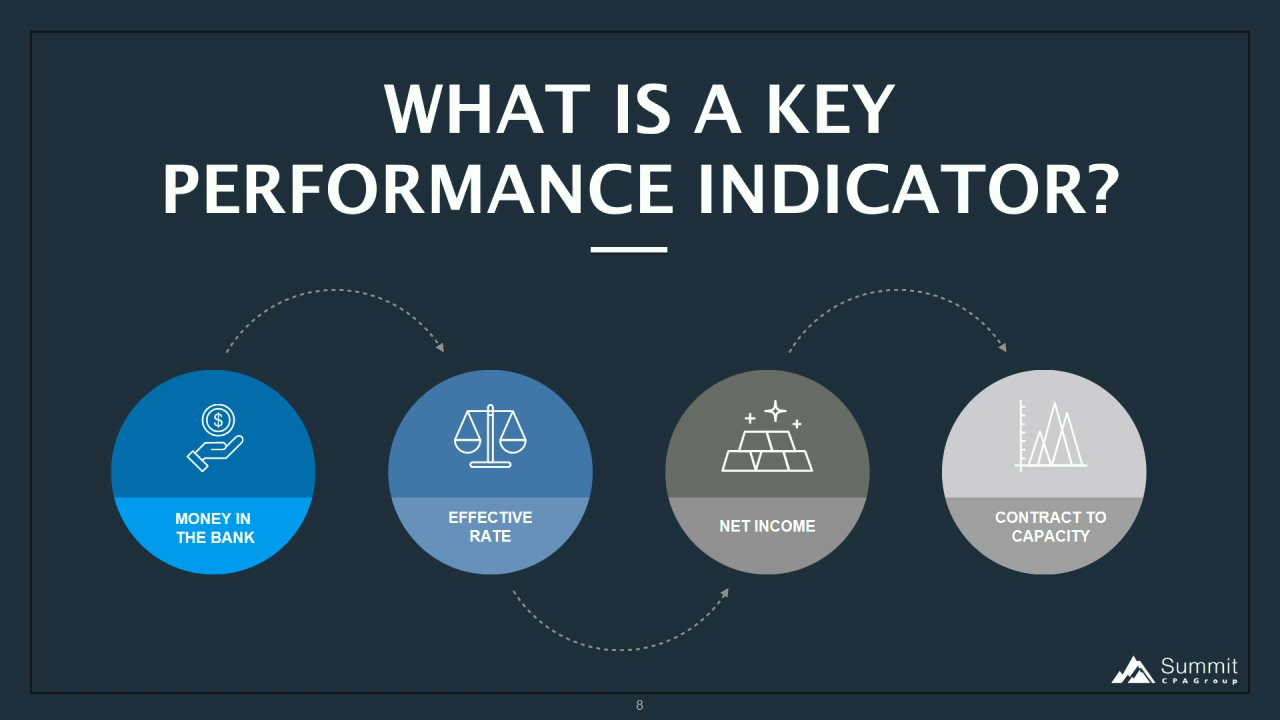 WHAT IS A KEY
PERFORMANCE INDICATOR?
$
MONEY IN
THE BANK
EFFECTIVE
RATE
NET INCOME
CONTRACT TO
CAPACITY
Summit
CPAGroup
8